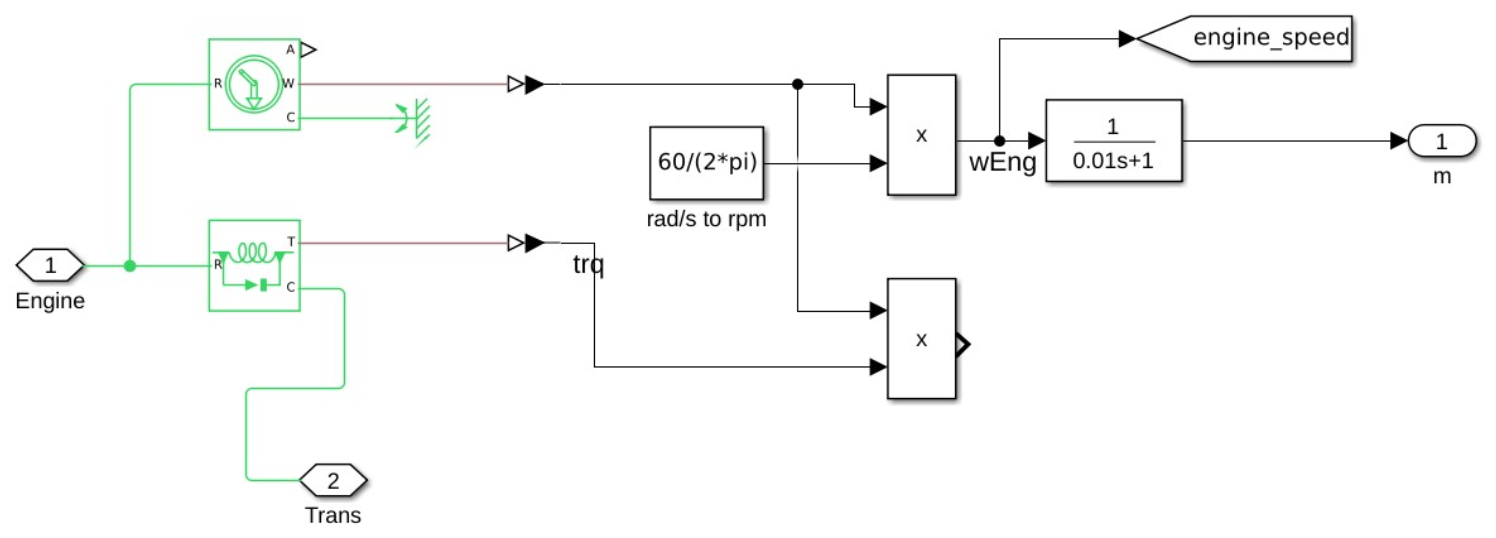 A
R
W
C
engine_speed
60/(2*pi)
rad/s to rpm
x
wEng
1
0.01s+1
1
m
1
Engine
T
R
C
trq
x
2
Trans